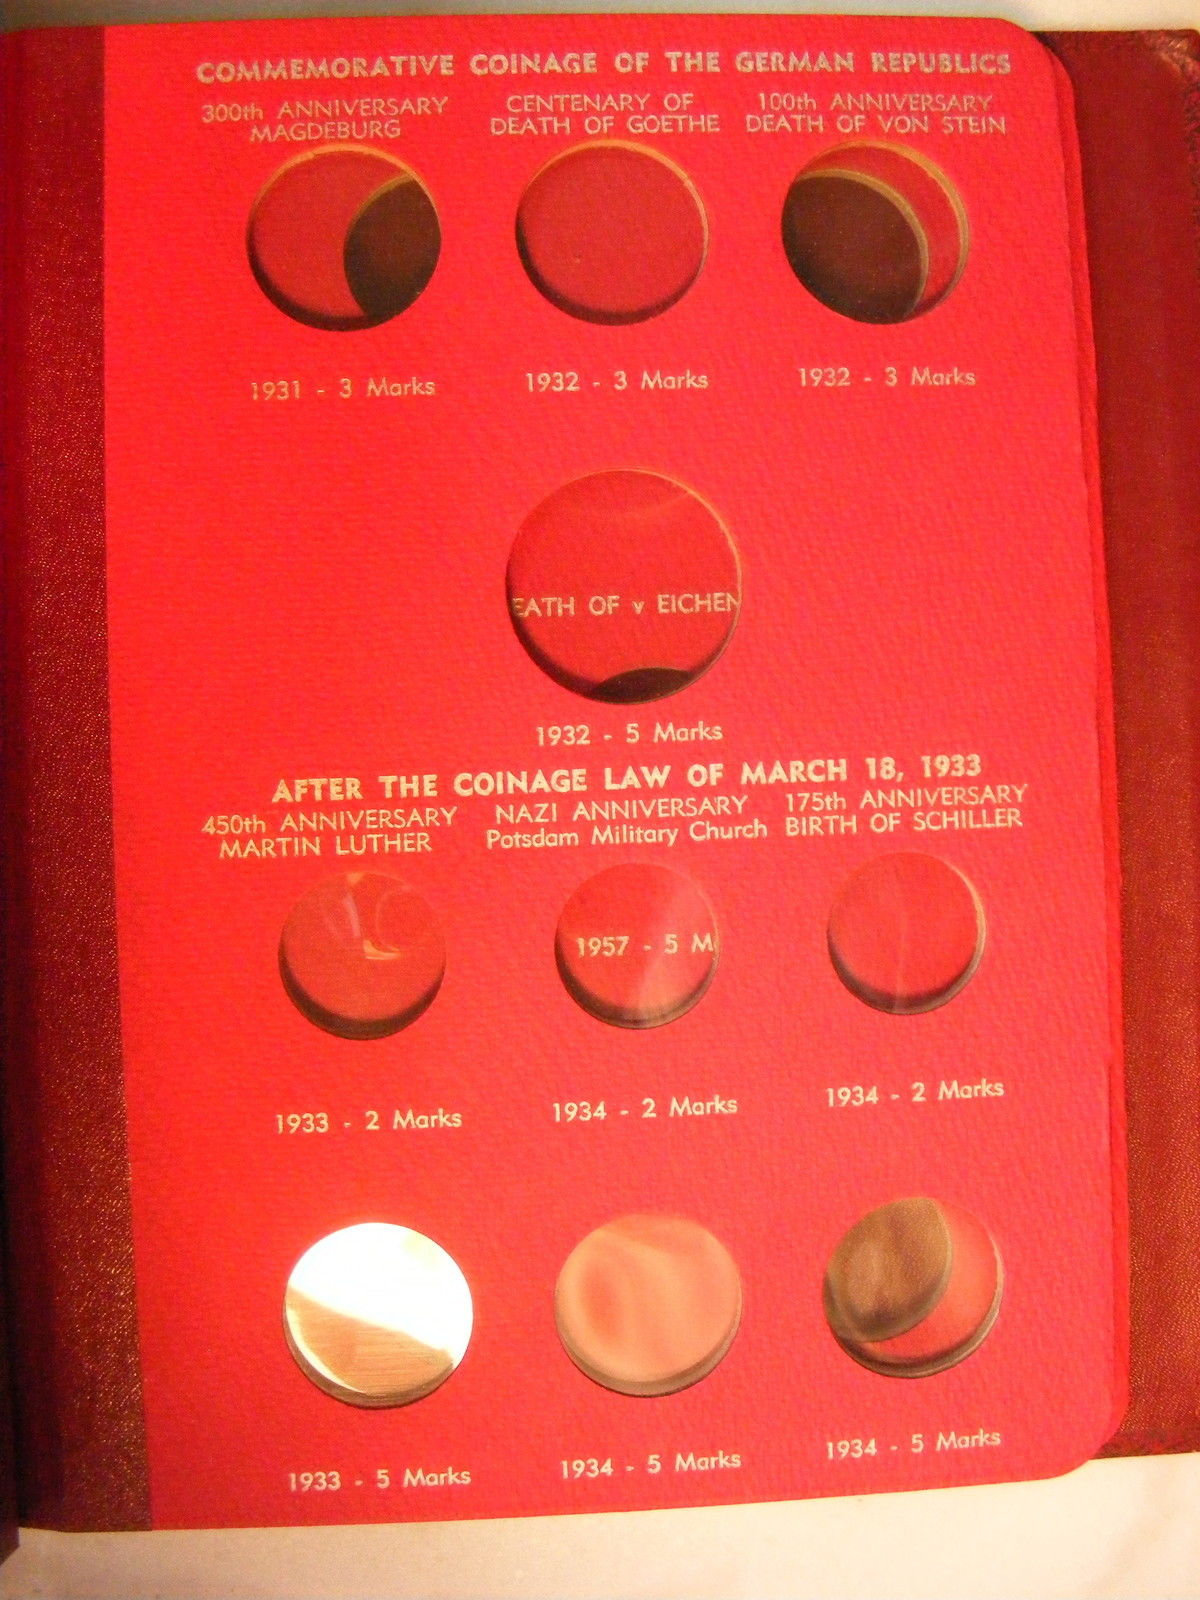 COMMEMORATIVE COINAGE OF THE GERMAN REPUBLICS
300th ANNIVERSARY
MAGDEBURG
CENTENARY OF
DEATH OF GOETHE
100th ANNIVERSARY
DEATH OF VON STEIN
1931 - 3 Marks
1932 - 3 Marks
1932 - 3 Marks
EATH OF v EICHEN
1932 - 5 Marks
AFTER THE COINAGE LAW OF MARCH 18, 1933
450th ANNIVERSARY
MARTIN LUTHER
NAZI ANNIVERSARY
Potsdam Military Church
175th ANNIVERSARY
BIRTH OF SCHILLER
1957 - 5 M
1933 - 2 Marks
1934 - 2 Marks
1934 - 2 Marks
1933 - 5 Marks
1934 - 5 Marks
1934 - 5 Marks